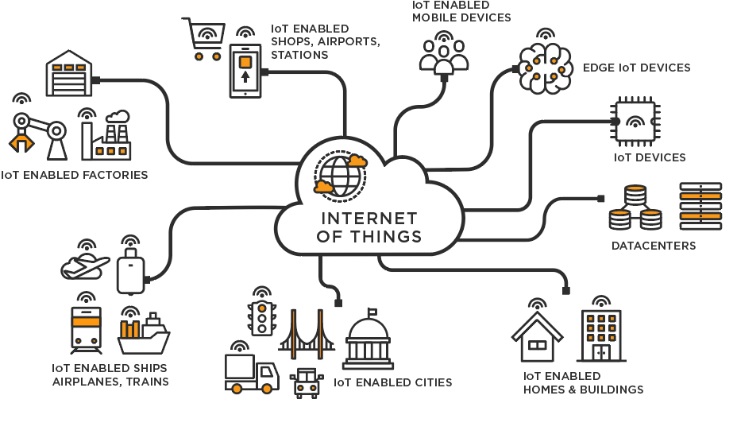 IoT ENABLED
MOBILE DEVICES
IoT ENABLED
SHOPS, AIRPORTS,
STATIONS
EDGE IoT DEVICES
IoT DEVICES
IoT ENABLED FACTORIES
INTERNET
OF THINGS
DATACENTERS
IoT ENABLED SHIPS
AIRPLANES, TRAINS
IoT ENABLED CITIES
IoT ENABLED
HOMES & BUILDINGS